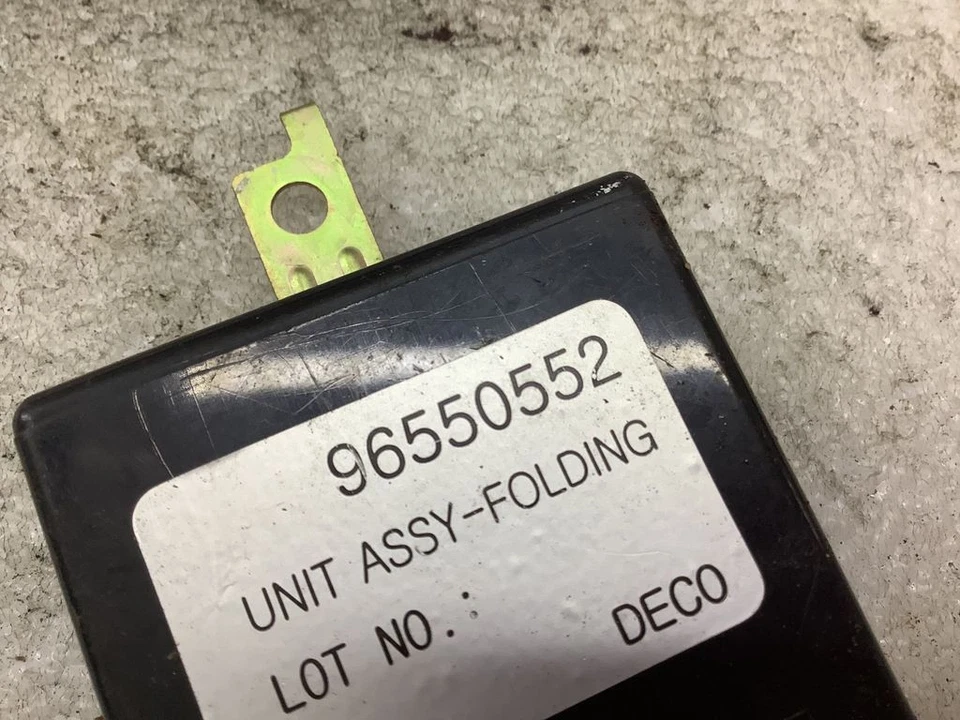 96550552
UNIT ASSY-FOLDING
LOT NO. :
DECO